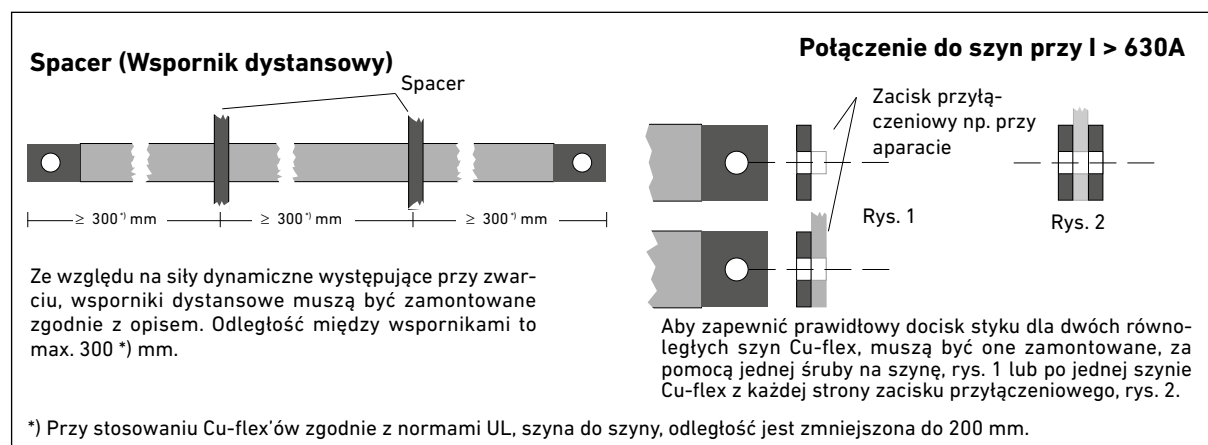 Spacer (Wspornik dystansowy)
Spacer
≥ 300 *) mm
≥ 300 *) mm
≥ 300 *) mm
Ze względu na siły dynamiczne występujące przy zwar-
ciu, wsporniki dystansowe muszą być zamontowane
zgodnie z opisem. Odległość między wspornikami to
max. 300 *) mm.
Połączenie do szyn przy I > 630A
Zacisk przyłą-
czeniowy np. przy
aparacie
Rys. 1
Rys. 2
Aby zapewnić prawidłowy docisk styku dla dwóch równo-
ległych szyn Cu-flex, muszą być one zamontowane, za
pomocą jednej śruby na szynę, rys. 1 lub po jednej szynie
Cu-flex z każdej strony zacisku przyłączeniowego, rys. 2.
*) Przy stosowaniu Cu-flex’ów zgodnie z normami UL, szyna do szyny, odległość jest zmniejszona do 200 mm.